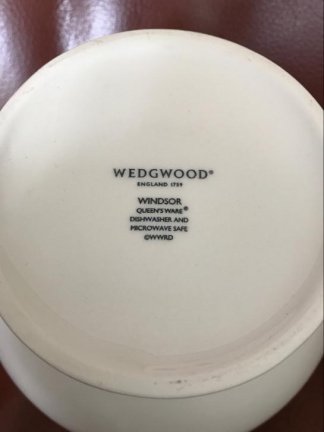 WEDGWOOD®
ENGLAND 1759
WINDSOR
QUEEN'S WARE®
DISHWASHER AND
MICROWAVE SAFE
©WWRD